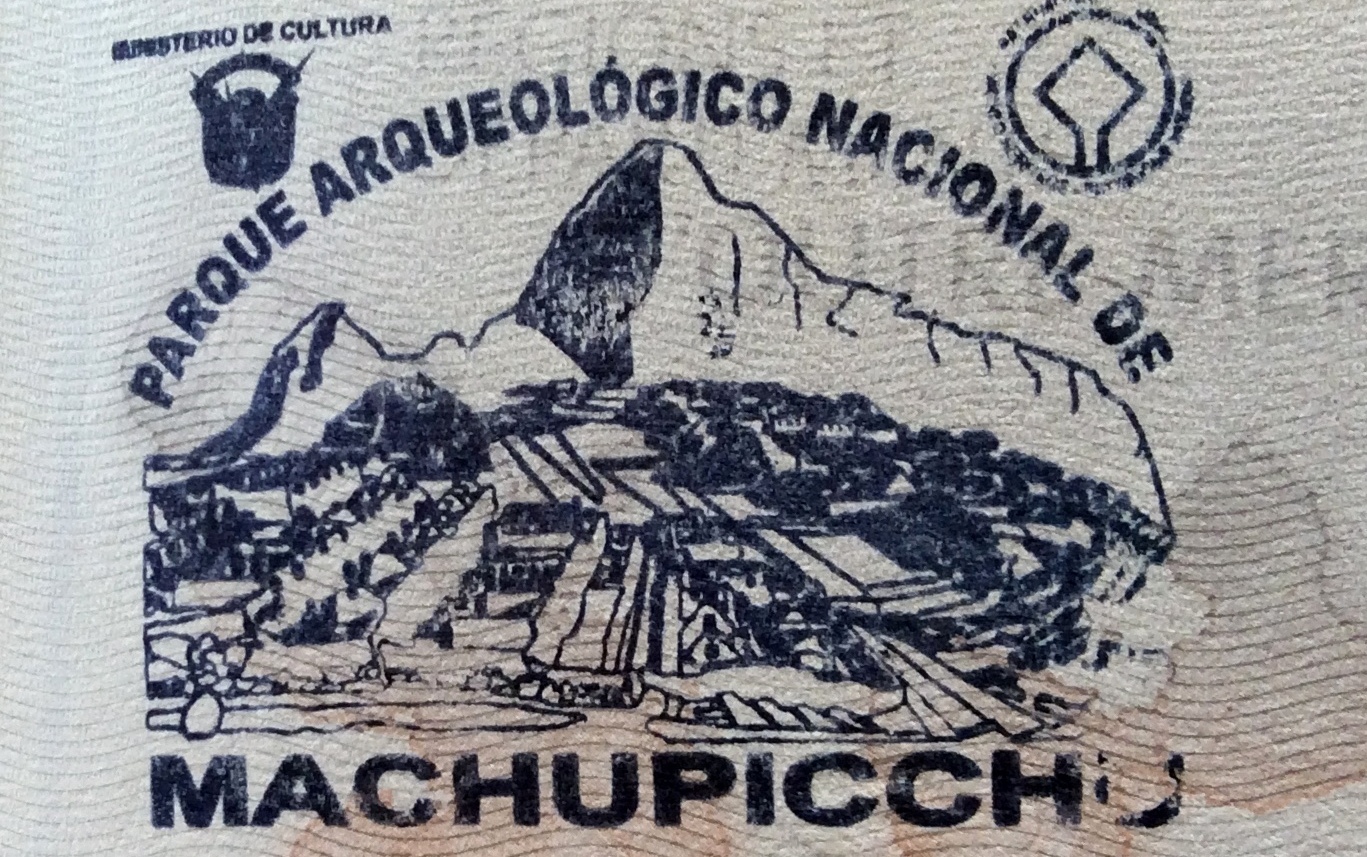 MINISTERIO DE CULTURA
PARQUE ARQUEOLÓGICO NACIONAL DE
MACHUPICCHU